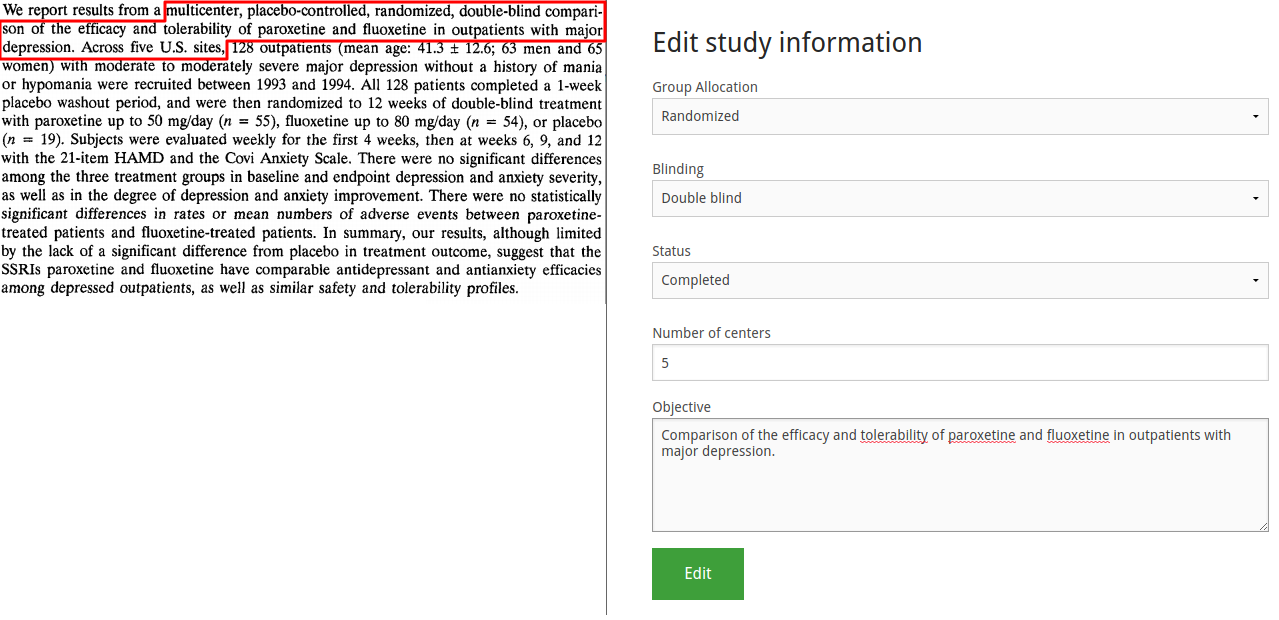 We report results from a multicenter, placebo-controlled, randomized, double-blind compari-
son of the efficacy and tolerability of paroxetine and fluoxetine in outpatients with major
depression. Across five U.S. sites, 128 outpatients (mean age: 41.3 ± 12.6; 63 men and 65
women) with moderate to moderately severe major depression without a history of mania
or hypomania were recruited between 1993 and 1994. All 128 patients completed a 1-week
placebo washout period, and were then randomized to 12 weeks of double-blind treatment
with paroxetine up to 50 mg/day (n = 55), fluoxetine up to 80 mg/day (n = 54), or placebo
(n = 19). Subjects were evaluated weekly for the first 4 weeks, then at weeks 6, 9, and 12
with the 21-item HAMD and the Covi Anxiety Scale. There were no significant differences
among the three treatment groups in baseline and endpoint depression and anxiety severity,
as well as in the degree of depression and anxiety improvement. There were no statistically
significant differences in rates or mean numbers of adverse events between paroxetine-
treated patients and fluoxetine-treated patients. In summary, our results, although limited
by the lack of a significant difference from placebo in treatment outcome, suggest that the
SSRIs paroxetine and fluoxetine have comparable antidepressant and antianxiety efficacies
among depressed outpatients, as well as similar safety and tolerability profiles.
Edit study information
Group Allocation
Randomized
Blinding
Double blind
Status
Completed
Number of centers
5
Objective
Comparison of the efficacy and tolerability of paroxetine and fluoxetine in outpatients with
major depression.
Edit